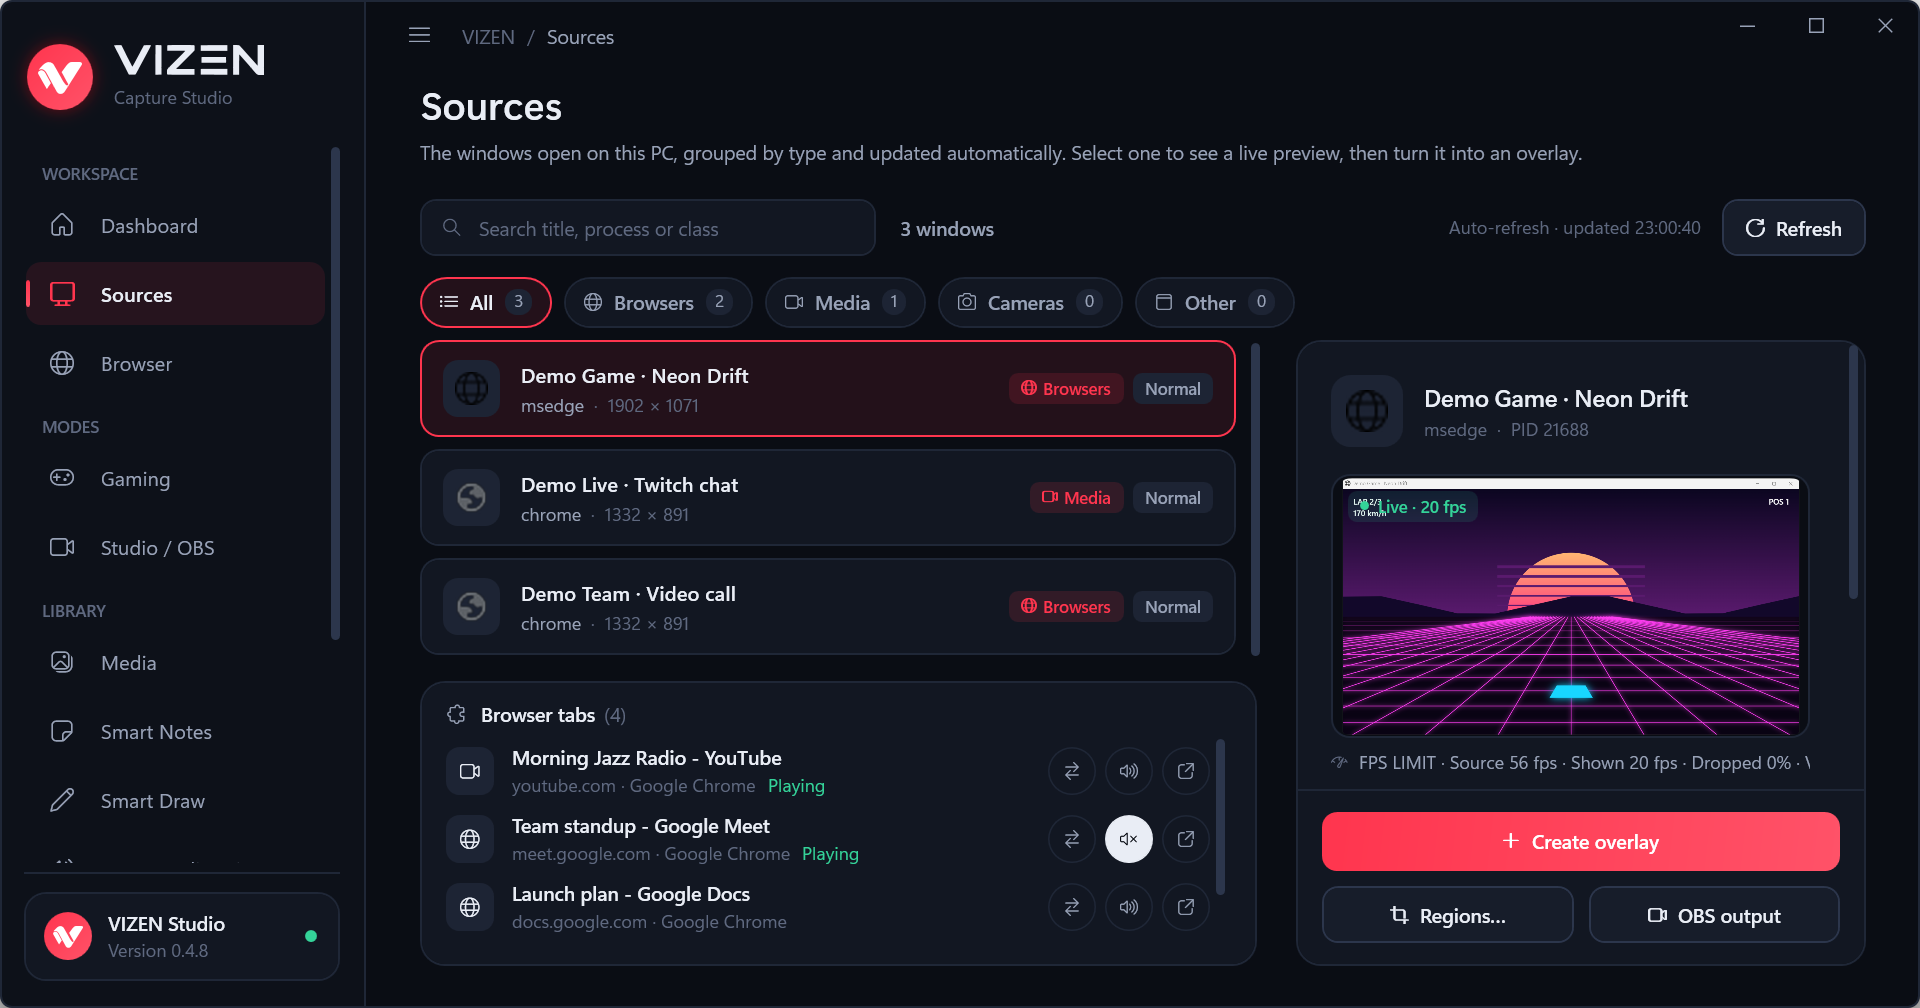 VIZEN
Capture Studio
WORKSPACE
Dashboard
Sources
Browser
MODES
Gaming
Studio / OBS
LIBRARY
Media
Smart Notes
Smart Draw
VIZEN Studio
Version 0.4.8
VIZEN / Sources
Sources
The windows open on this PC, grouped by type and updated automatically. Select one to see a live preview, then turn it into an overlay.
Search title, process or class
3 windows
Auto-refresh · updated 23:00:40
Refresh
All 3
Browsers 2
Media 1
Cameras 0
Other 0
Demo Game · Neon Drift
msedge · 1902 × 1071
Browsers
Normal
Demo Live · Twitch chat
chrome · 1332 × 891
Media
Normal
Demo Team · Video call
chrome · 1332 × 891
Browsers
Normal
Browser tabs (4)
Morning Jazz Radio - YouTube
youtube.com · Google Chrome Playing
Team standup - Google Meet
meet.google.com · Google Chrome Playing
Launch plan - Google Docs
docs.google.com · Google Chrome
Demo Game · Neon Drift
msedge · PID 21688
Live · 20 fps
170 km/h
POS 1
FPS LIMIT · Source 56 fps · Shown 20 fps · Dropped 0% ·
Create overlay
Regions...
OBS output